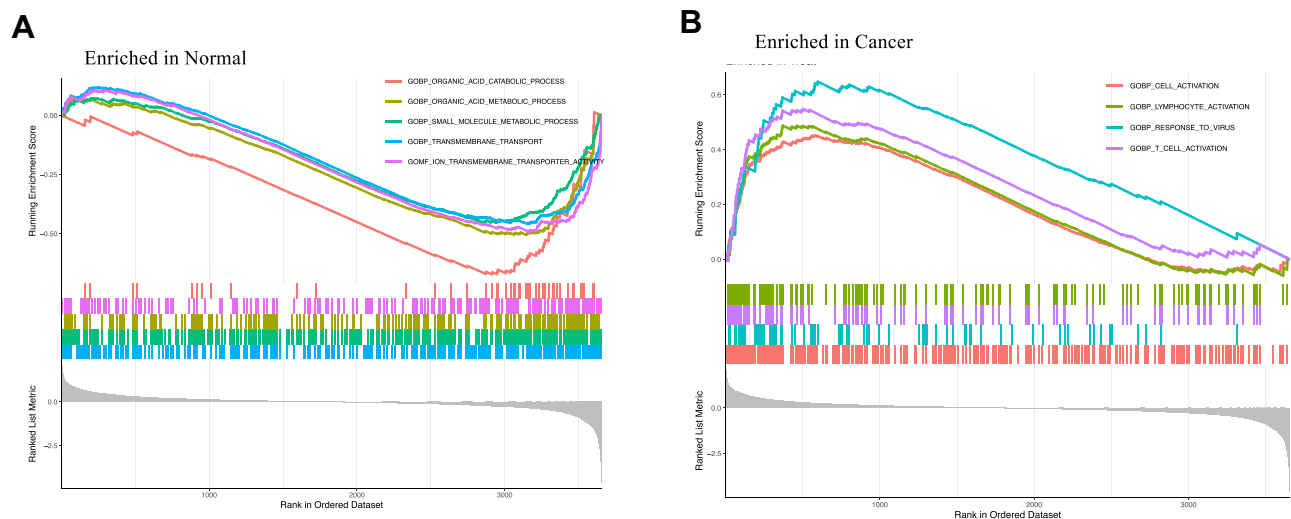 A
Enriched in Normal
GOBP_ORGANIC_ACID_CATABOLIC_PROCESS
GOBP_ORGANIC_ACID_METABOLIC_PROCESS
GOBP_SMALL_MOLECULE_METABOLIC_PROCESS
GOBP_TRANSMEMBRANE_TRANSPORT
GOMF_ION_TRANSMEMBRANE_TRANSPORTER_ACTIVITY
Running Enrichment Score
0.00
−0.25
−0.50
Ranked List Metric
0.0
−2.5
1000
2000
3000
Rank in Ordered Dataset
B
Enriched in Cancer
GOBP_CELL_ACTIVATION
GOBP_LYMPHOCYTE_ACTIVATION
GOBP_RESPONSE_TO_VIRUS
GOBP_T_CELL_ACTIVATION
Running Enrichment Score
0.6
0.4
0.2
0.0
Ranked List Metric
0.0
−2.5
1000
2000
3000
Rank in Ordered Dataset